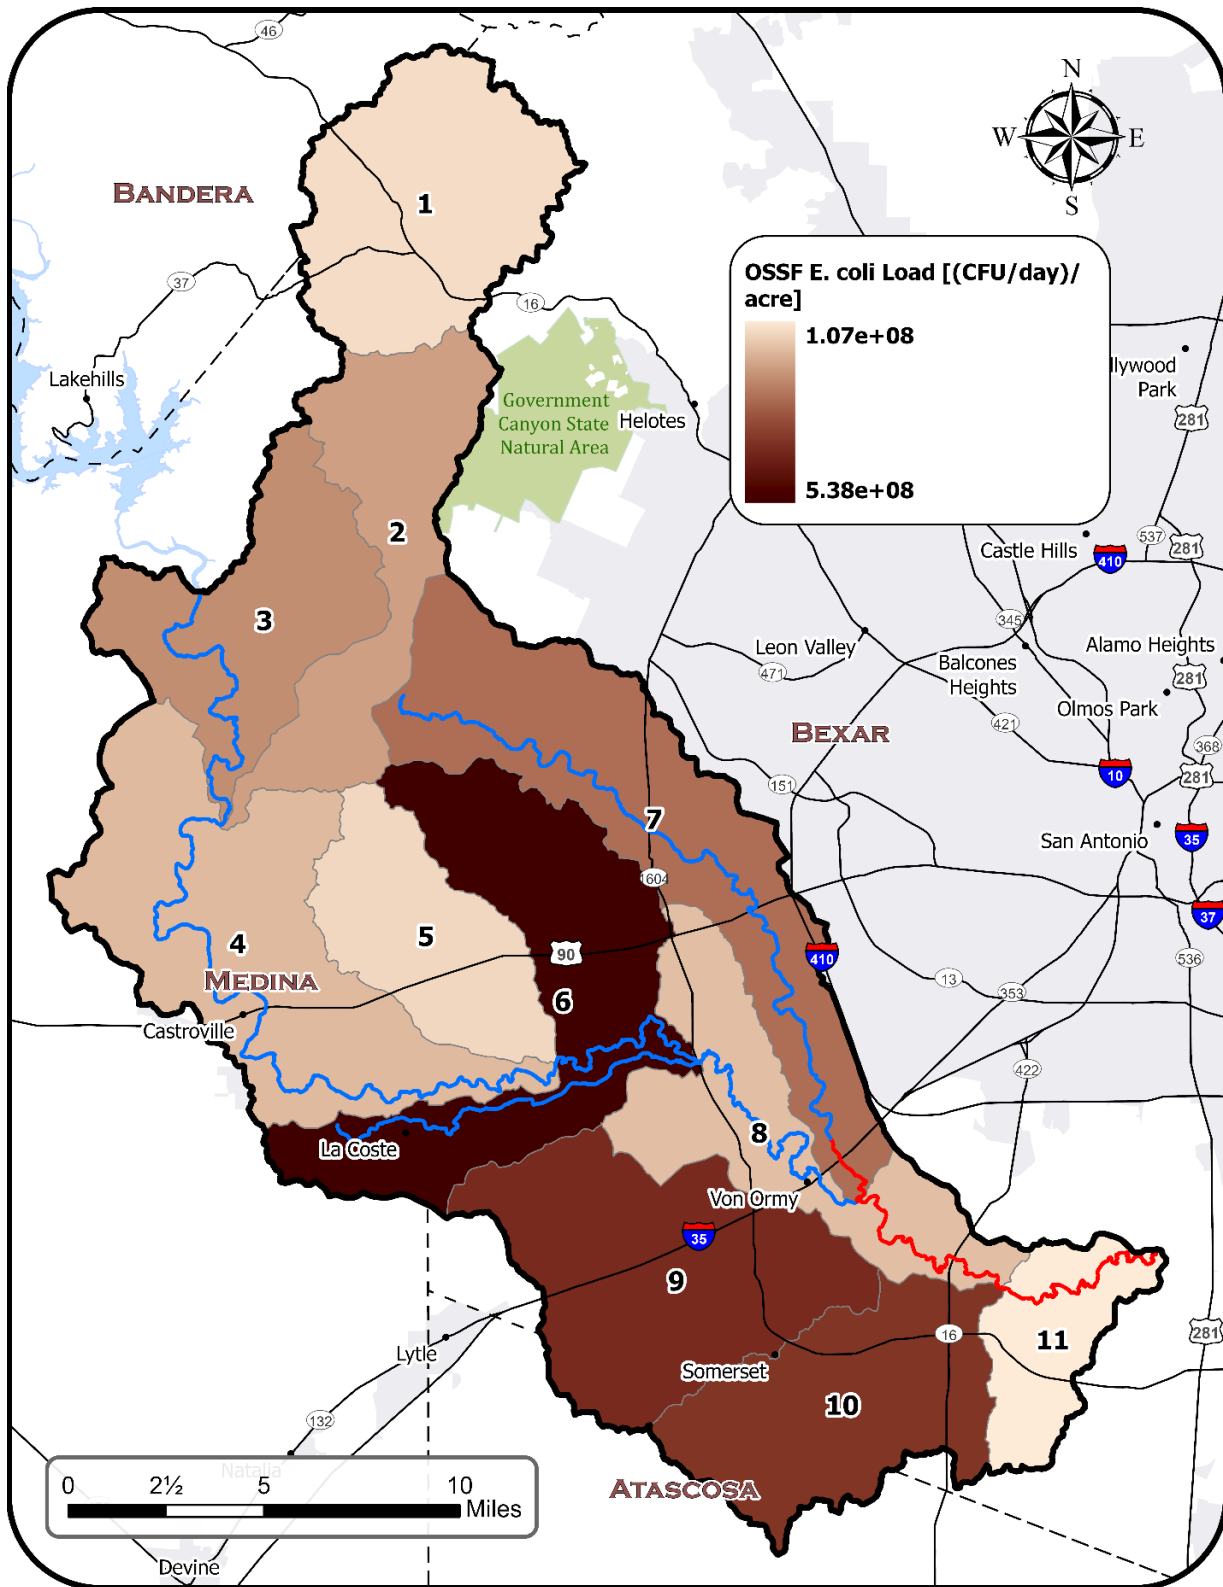 46
N
W
E
S
BANDERA
1
OSSF E. coli Load [(CFU/day)/
acre]
1.07e+08
5.38e+08
37
16
Lakehills
Government
Canyon State
Natural Area
Helotes
llywood
Park
281
2
Castle Hills
537
281
410
3
345
Leon Valley
Alamo Heights
471
Balcones
Heights
281
Olmos Park
421
BEXAR
368
10
281
151
7
San Antonio
35
1604
37
4
5
90
410
536
MEDINA
13
353
6
Castroville
422
8
La Coste
Von Ormy
35
9
16
281
11
Lytle
Somerset
10
132
Natalia
ATASCOSA
0
2½
5
10
Miles
Devine